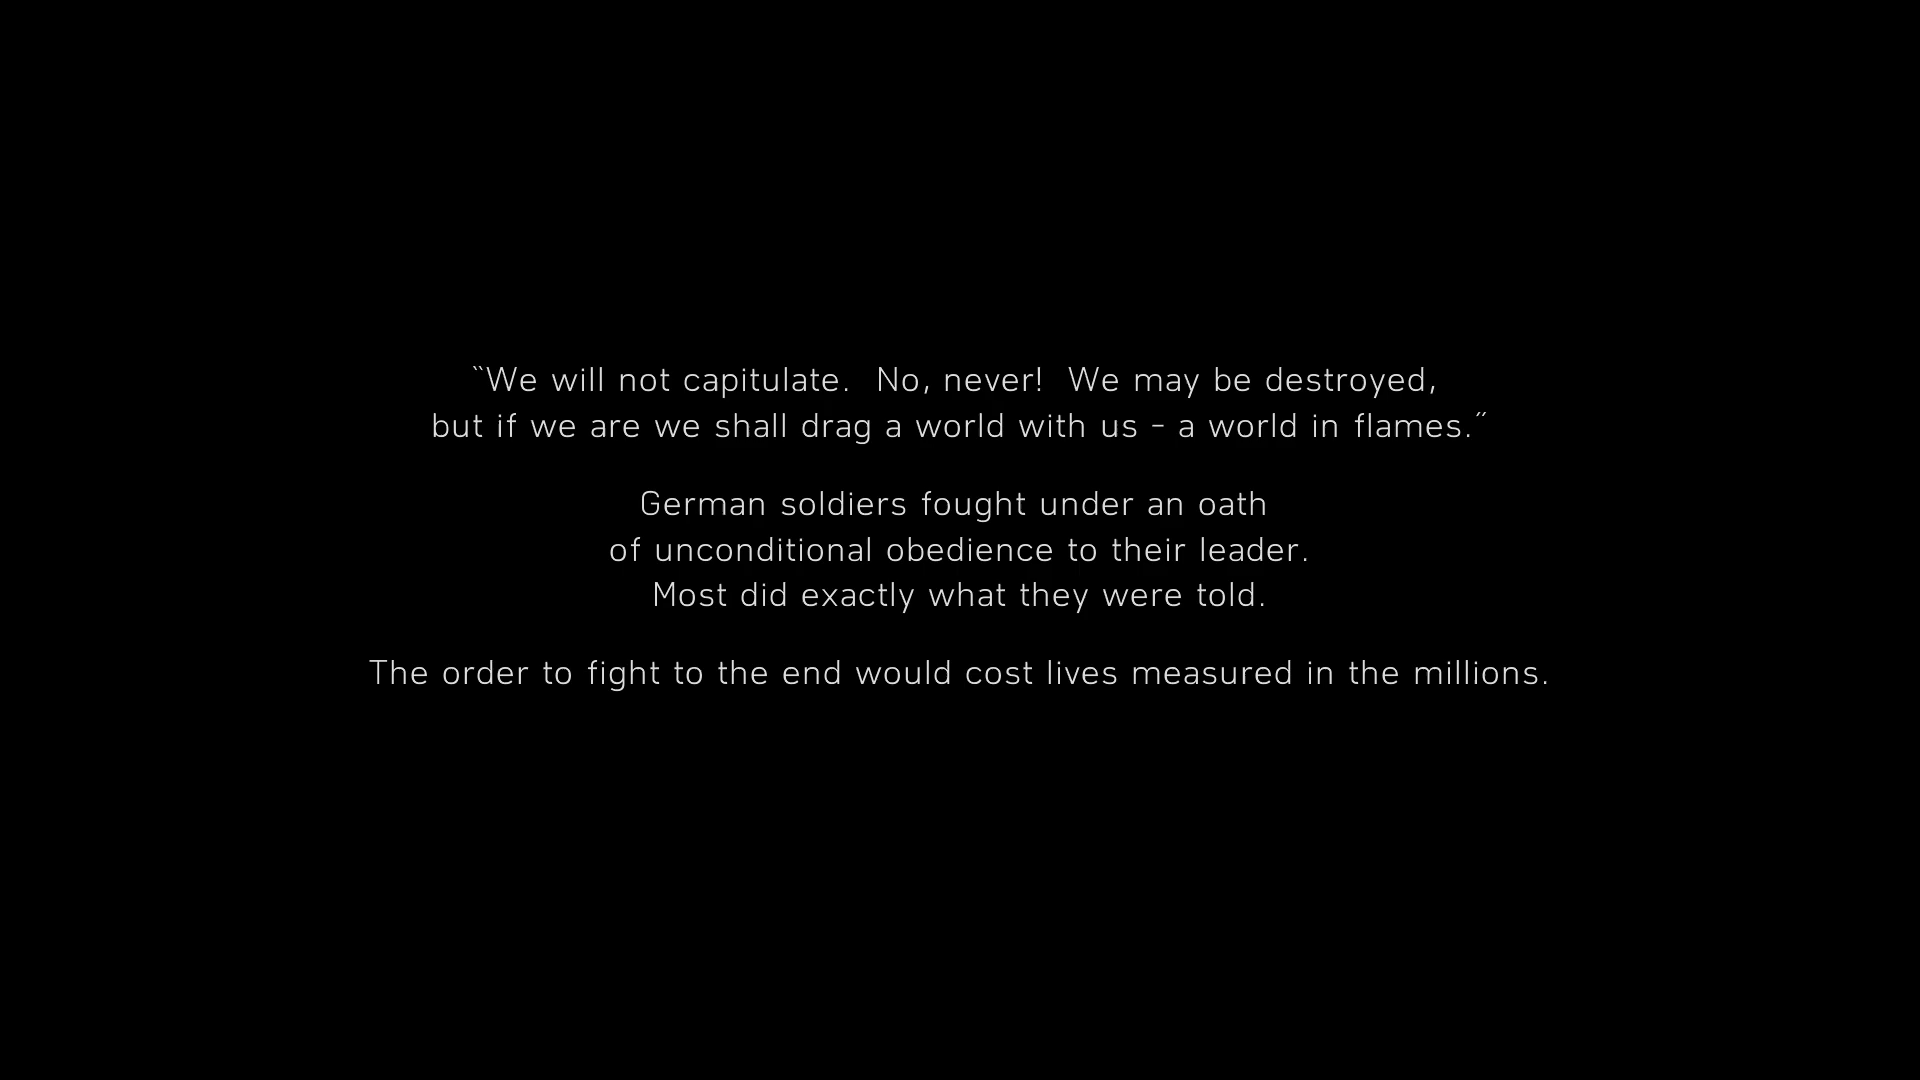 “We will not capitulate. No, never! We may be destroyed,
but if we are we shall drag a world with us - a world in flames.”
German soldiers fought under an oath
of unconditional obedience to their leader.
Most did exactly what they were told.
The order to fight to the end would cost lives measured in the millions.